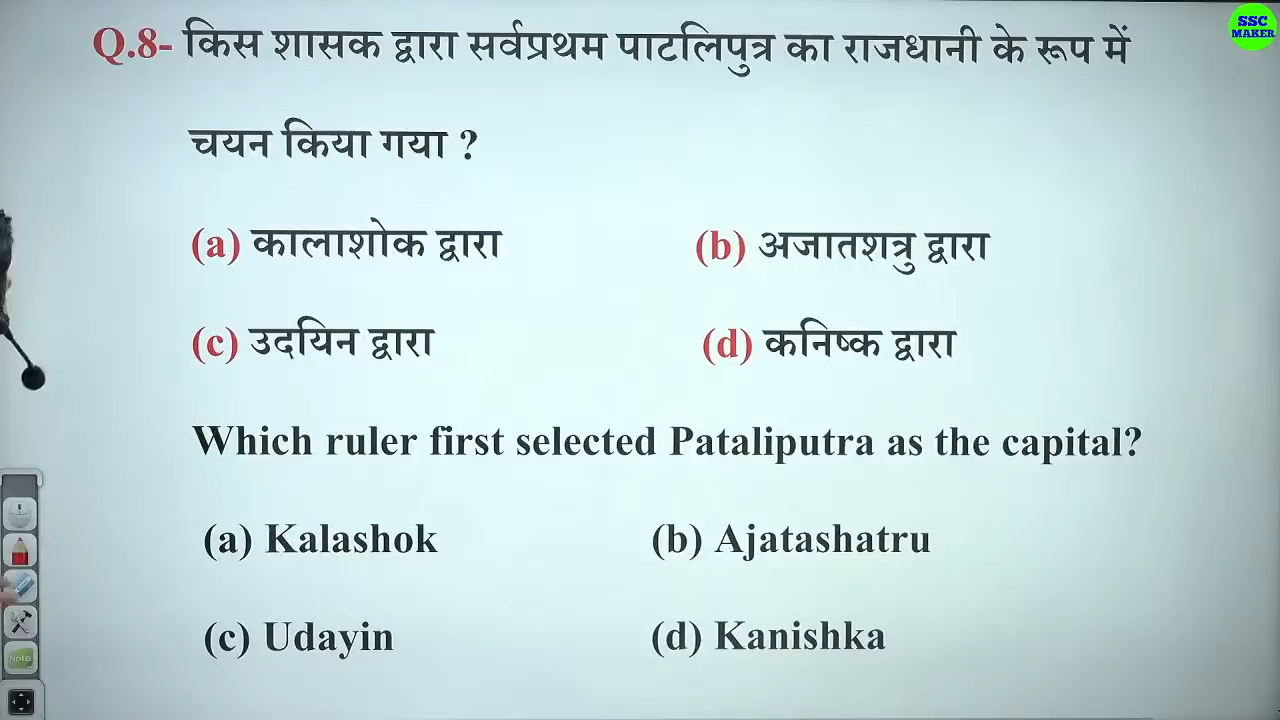 SSC
MAKER
Q.8- किस शासक द्वारा सर्वप्रथम पाटलिपुत्र का राजधानी के रूप में
चयन किया गया ?
(a) कालाशोक द्वारा (b) अजातशत्रु द्वारा
(c) उदयिन द्वारा (d) कनिष्क द्वारा
Which ruler first selected Pataliputra as the capital?
(a) Kalashok (b) Ajatashatru
(c) Udayin (d) Kanishka
Note